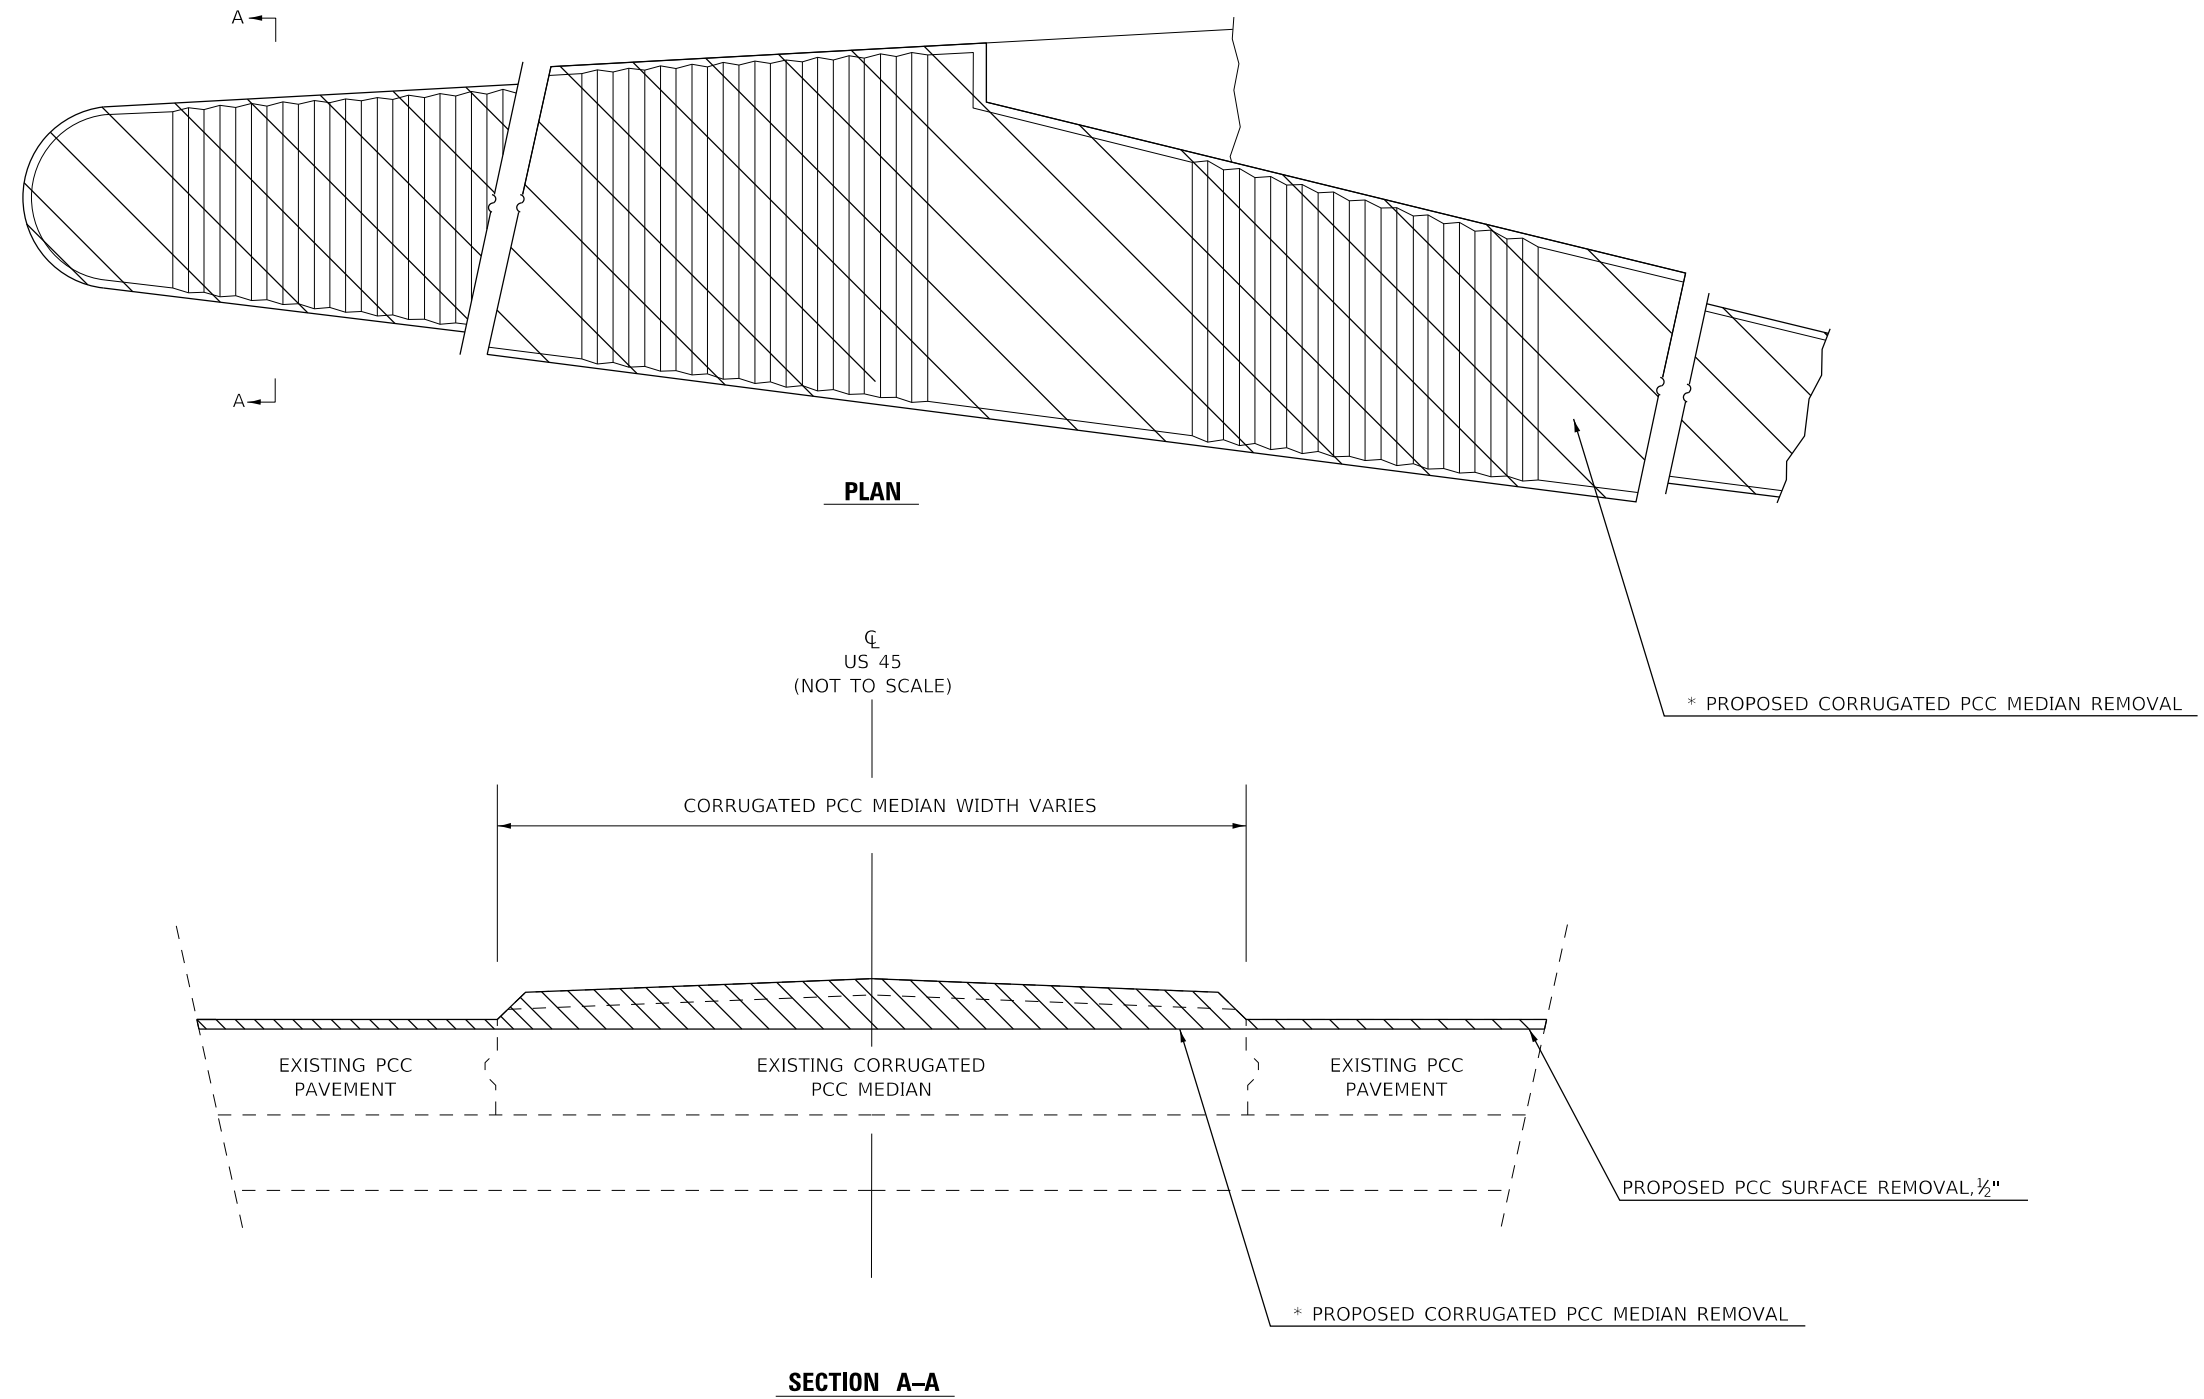 A
A
PLAN
℄
US 45
(NOT TO SCALE)
* PROPOSED CORRUGATED PCC MEDIAN REMOVAL
CORRUGATED PCC MEDIAN WIDTH VARIES
EXISTING PCC
PAVEMENT
EXISTING CORRUGATED
PCC MEDIAN
EXISTING PCC
PAVEMENT
PROPOSED PCC SURFACE REMOVAL, ½"
* PROPOSED CORRUGATED PCC MEDIAN REMOVAL
SECTION A–A